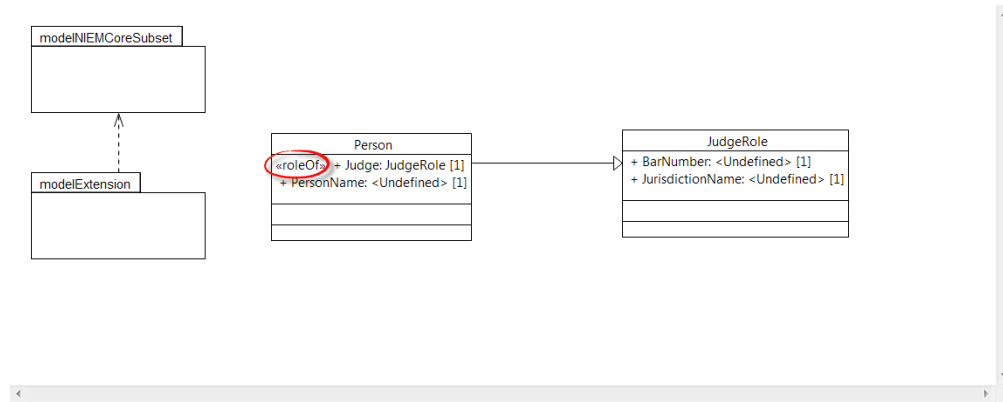 modelNIEMCoreSubset
modelExtension
Person
«roleOf» + Judge: JudgeRole [1]
+ PersonName: <Undefined> [1]
JudgeRole
+ BarNumber: <Undefined> [1]
+ JurisdictionName: <Undefined> [1]